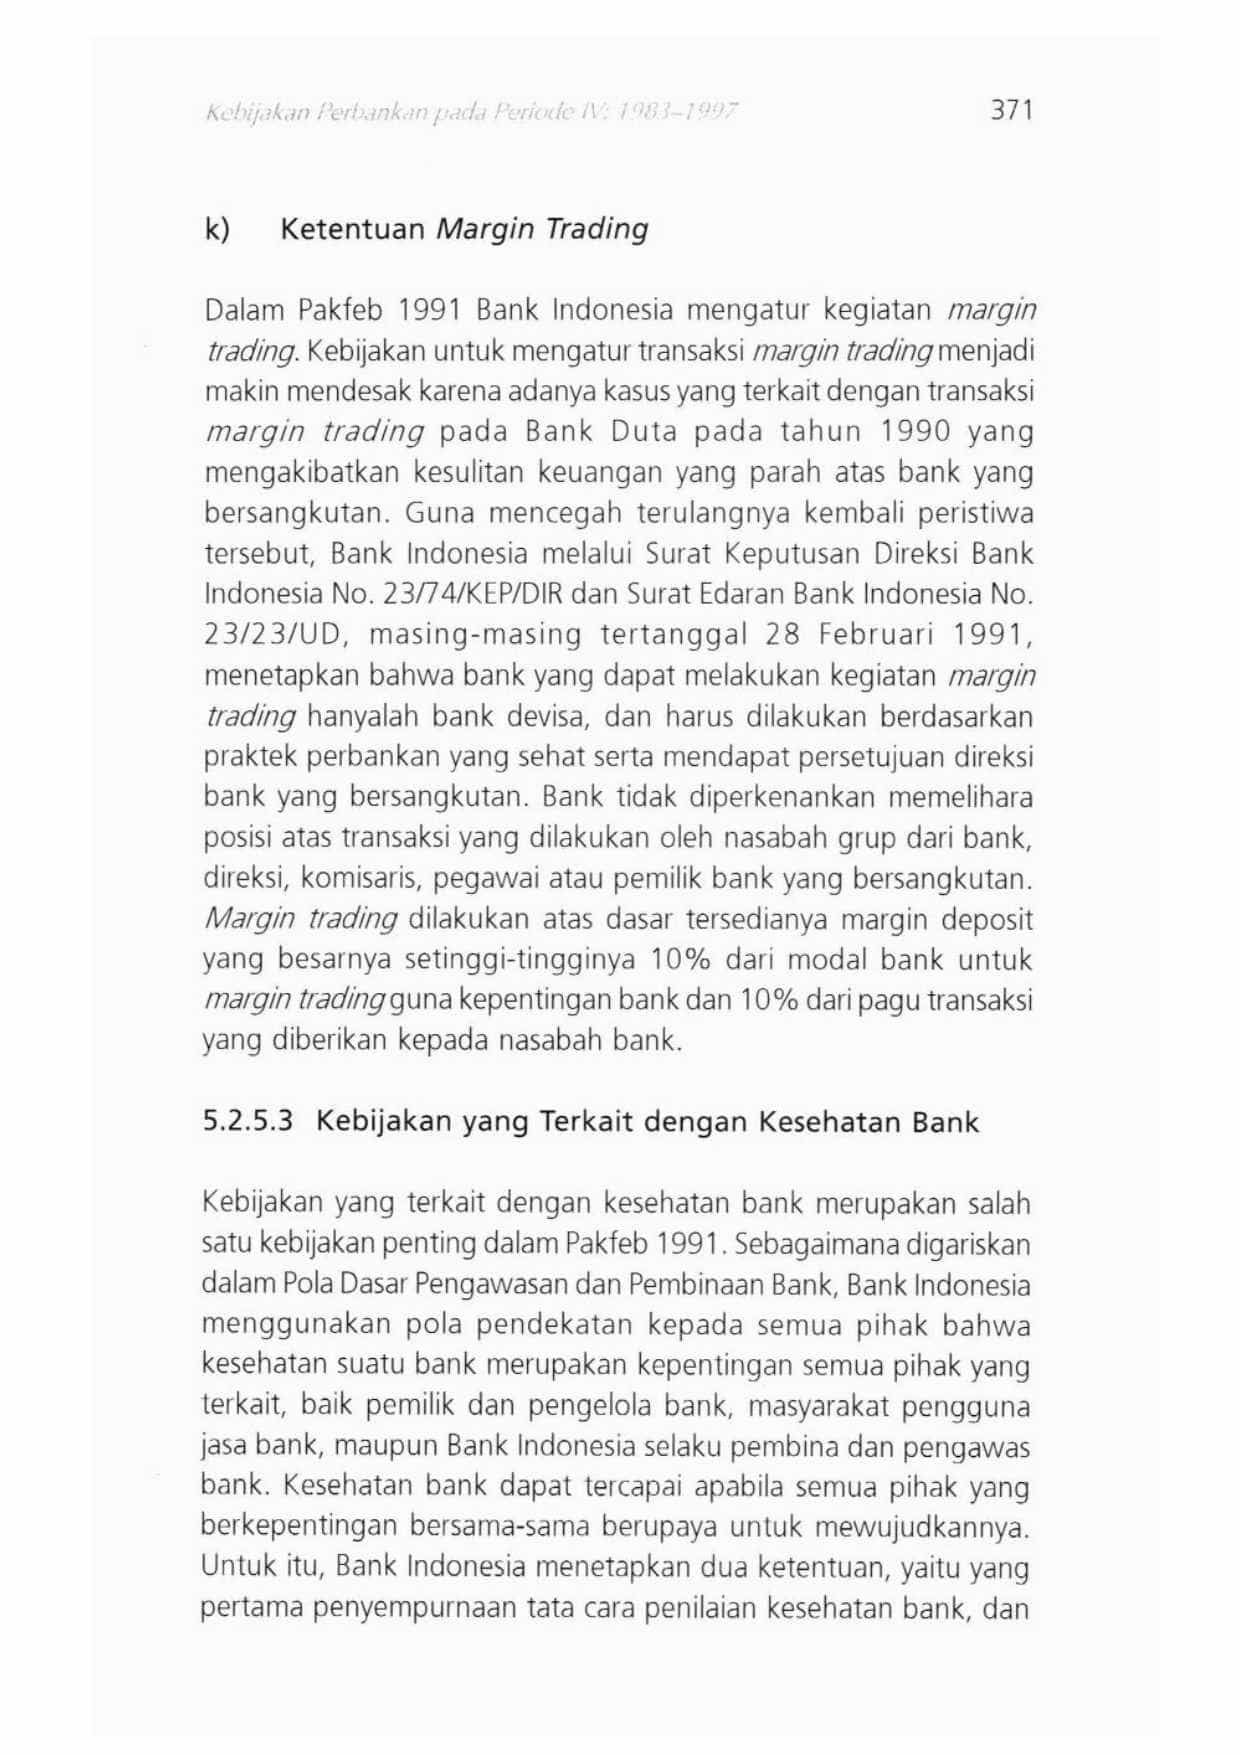 Kebijakan Perbankan pada Periode IV: 1983–1997 371
k) Ketentuan Margin Trading
Dalam Pakfeb 1991 Bank Indonesia mengatur kegiatan margin
trading. Kebijakan untuk mengatur transaksi margin trading menjadi
makin mendesak karena adanya kasus yang terkait dengan transaksi
margin trading pada Bank Duta pada tahun 1990 yang
mengakibatkan kesulitan keuangan yang parah atas bank yang
bersangkutan. Guna mencegah terulangnya kembali peristiwa
tersebut, Bank Indonesia melalui Surat Keputusan Direksi Bank
Indonesia No. 23/74/KEP/DIR dan Surat Edaran Bank Indonesia No.
23/23/UD, masing-masing tertanggal 28 Februari 1991,
menetapkan bahwa bank yang dapat melakukan kegiatan margin
trading hanyalah bank devisa, dan harus dilakukan berdasarkan
praktek perbankan yang sehat serta mendapat persetujuan direksi
bank yang bersangkutan. Bank tidak diperkenankan memelihara
posisi atas transaksi yang dilakukan oleh nasabah grup dari bank,
direksi, komisaris, pegawai atau pemilik bank yang bersangkutan.
Margin trading dilakukan atas dasar tersedianya margin deposit
yang besarnya setinggi-tingginya 10% dari modal bank untuk
margin trading guna kepentingan bank dan 10% dari pagu transaksi
yang diberikan kepada nasabah bank.
5.2.5.3 Kebijakan yang Terkait dengan Kesehatan Bank
Kebijakan yang terkait dengan kesehatan bank merupakan salah
satu kebijakan penting dalam Pakfeb 1991. Sebagaimana digariskan
dalam Pola Dasar Pengawasan dan Pembinaan Bank, Bank Indonesia
menggunakan pola pendekatan kepada semua pihak bahwa
kesehatan suatu bank merupakan kepentingan semua pihak yang
terkait, baik pemilik dan pengelola bank, masyarakat pengguna
jasa bank, maupun Bank Indonesia selaku pembina dan pengawas
bank. Kesehatan bank dapat tercapai apabila semua pihak yang
berkepentingan bersama-sama berupaya untuk mewujudkannya.
Untuk itu, Bank Indonesia menetapkan dua ketentuan, yaitu yang
pertama penyempurnaan tata cara penilaian kesehatan bank, dan